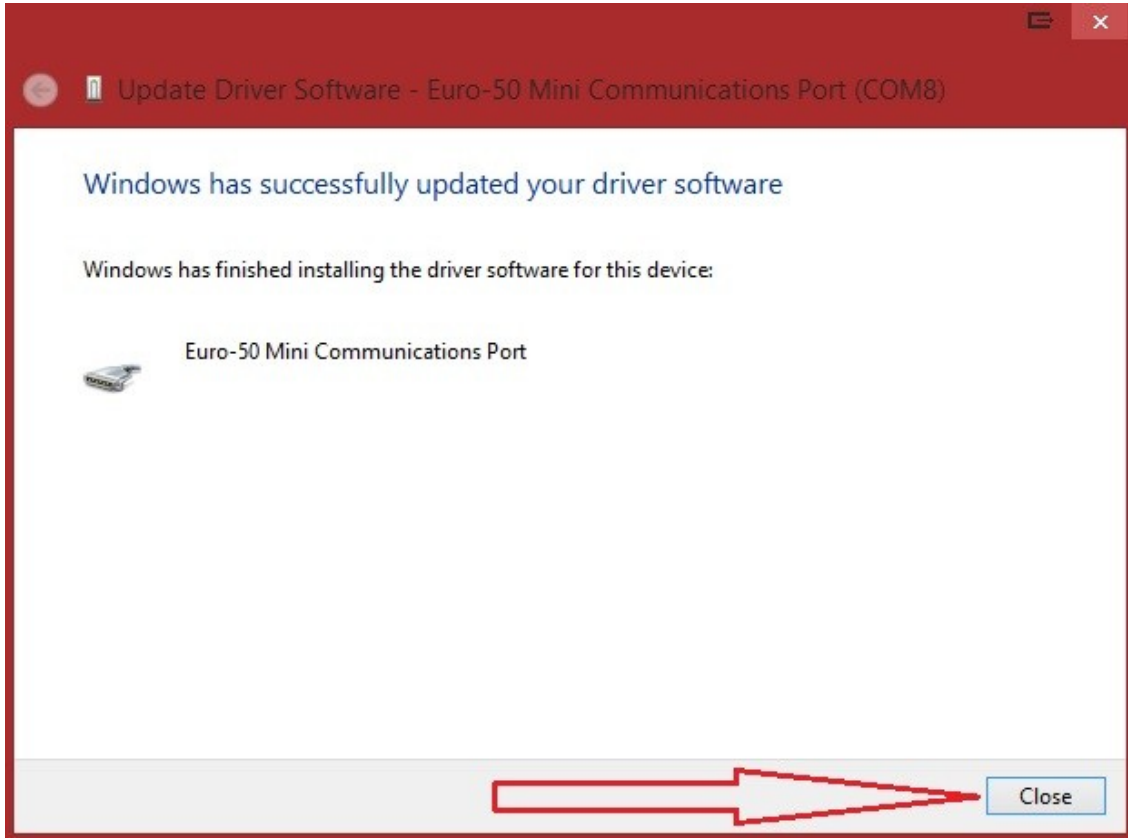 Update Driver Software - Euro-50 Mini Communications Port (COM8)
Windows has successfully updated your driver software
Windows has finished installing the driver software for this device:
Euro-50 Mini Communications Port
Close